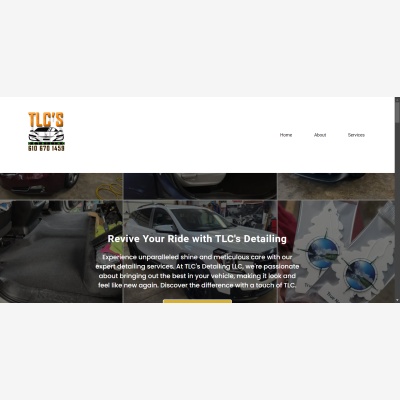 TLC'S
DETAILING
610 670 1459
Home About Services
Revive Your Ride with TLC's Detailing
Experience unparalleled shine and meticulous care with our
expert detailing services. At TLC's Detailing LLC, we're passionate
about bringing out the best in your vehicle, making it look and
feel like new again. Discover the difference with a touch of TLC.